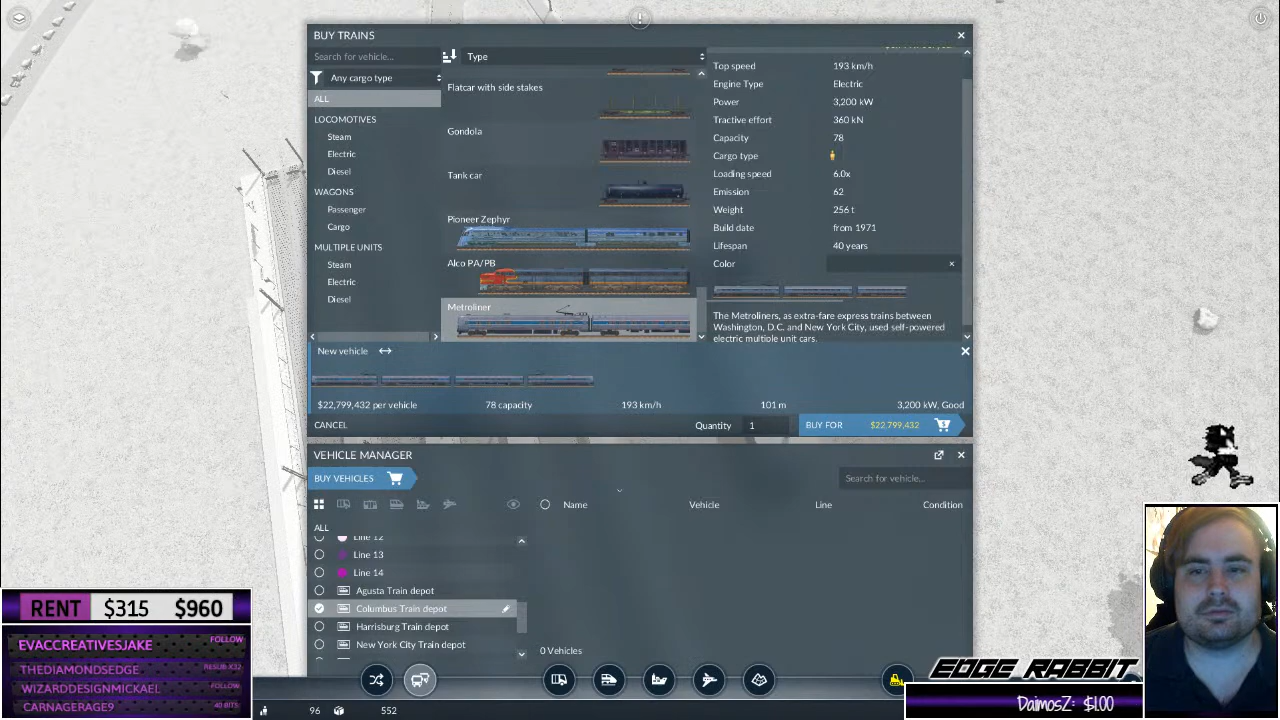 BUY TRAINS
Search for vehicle...
Type
Any cargo type
ALL
LOCOMOTIVES
Steam
Electric
Diesel
WAGONS
Passenger
Cargo
MULTIPLE UNITS
Steam
Electric
Diesel
Flatcar with side stakes
Gondola
Tank car
Pioneer Zephyr
Alco PA/PB
Metroliner
Top speed 193 km/h
Engine Type Electric
Power 3,200 kW
Tractive effort 360 kN
Capacity 78
Cargo type
Loading speed 6.0x
Emission 62
Weight 256 t
Build date from 1971
Lifespan 40 years
Color
The Metroliners, as extra-fare express trains between
Washington, D.C. and New York City, used self-powered
electric multiple unit cars.
New vehicle
$22,799,432 per vehicle 78 capacity 193 km/h 101 m 3,200 kW, Good
CANCEL Quantity 1 BUY FOR $22,799,432
VEHICLE MANAGER
BUY VEHICLES Search for vehicle...
Name Vehicle Line Condition
ALL
Line 12
Line 13
Line 14
Agusta Train depot
Columbus Train depot
Harrisburg Train depot
New York City Train depot
0 Vehicles
96 552
RENT $315 $960
EVACCREATIVESJAKE FOLLOW
THEDIAMONDSEDGE
WIZARDDESIGNMICKAEL FOLLOW
CARNAGERAGE9 40 BITS
EDGE RABBIT
DaimosZ: $1.00